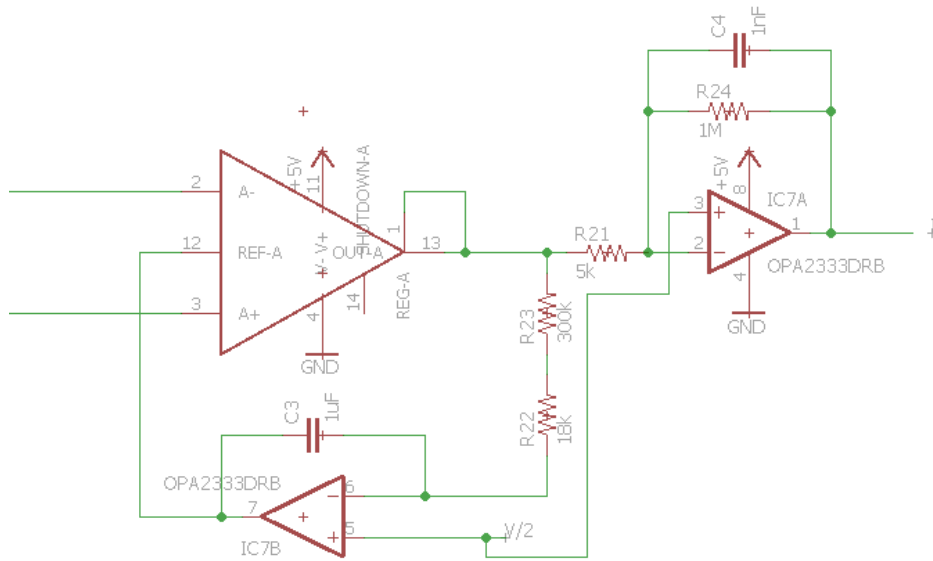 C4
1nF
R24
1M
+5V
11
SHUTDOWN-A
2
A-
V+
V-
1
12
REF-A
OUT-A
13
REG-A
14
3
A+
4
GND
R21
5k
R23
300k
R22
18k
+5V
8
IC7A
3
2
1
OPA2333DRB
4
GND
C3
1uF
OPA2333DRB
7
6
5
IC7B
V/2